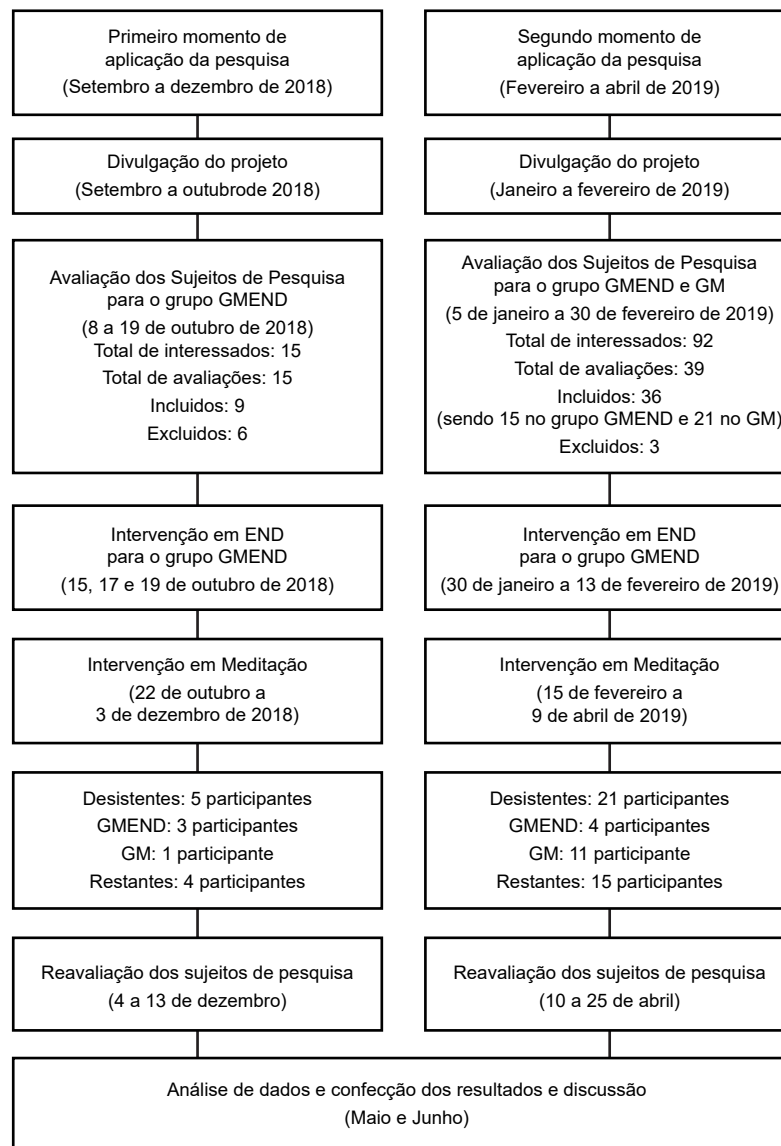 Primeiro momento de
aplicação da pesquisa
(Setembro a dezembro de 2018)
Divulgação do projeto
(Setembro a outubrode 2018)
Avaliação dos Sujeitos de Pesquisa
para o grupo GMEND
(8 a 19 de outubro de 2018)
Total de interessados: 15
Total de avaliações: 15
Incluidos: 9
Excluidos: 6
Intervenção em END
para o grupo GMEND
(15, 17 e 19 de outubro de 2018)
Intervenção em Meditação
(22 de outubro a
3 de dezembro de 2018)
Desistentes: 5 participantes
GMEND: 3 participantes
GM: 1 participante
Restantes: 4 participantes
Reavaliação dos sujeitos de pesquisa
(4 a 13 de dezembro)
Segundo momento de
aplicação da pesquisa
(Fevereiro a abril de 2019)
Divulgação do projeto
(Janeiro a fevereiro de 2019)
Avaliação dos Sujeitos de Pesquisa
para o grupo GMEND e GM
(5 de janeiro a 30 de fevereiro de 2019)
Total de interessados: 92
Total de avaliações: 39
Incluidos: 36
(sendo 15 no grupo GMEND e 21 no GM)
Excluidos: 3
Intervenção em END
para o grupo GMEND
(30 de janeiro a 13 de fevereiro de 2019)
Intervenção em Meditação
(15 de fevereiro a
9 de abril de 2019)
Desistentes: 21 participantes
GMEND: 4 participantes
GM: 11 participante
Restantes: 15 participantes
Reavaliação dos sujeitos de pesquisa
(10 a 25 de abril)
Análise de dados e confecção dos resultados e discussão
(Maio e Junho)